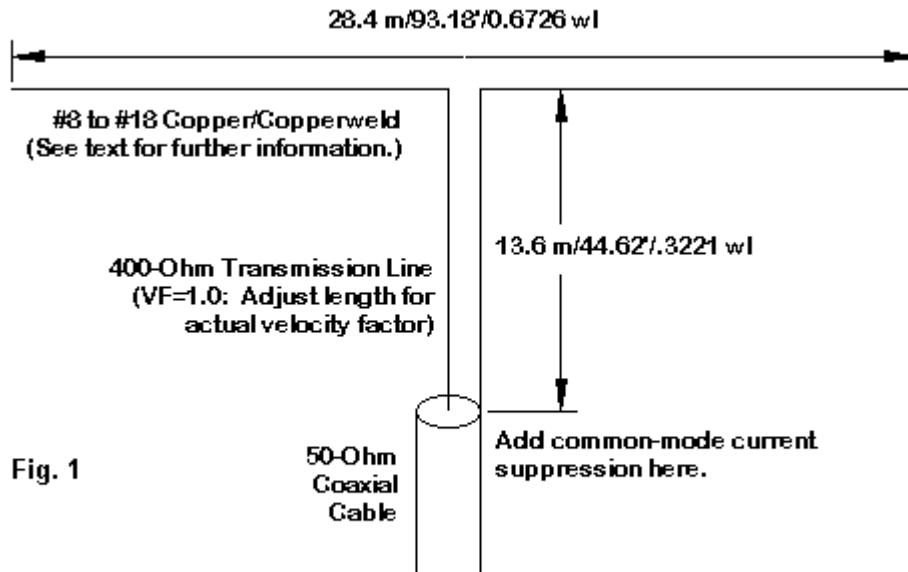 28.4 m/93.18'/0.6726 wl
#8 to #18 Copper/Copperweld
(See text for further information.)
13.6 m/44.62'/.3221 wl
400-Ohm Transmission Line
(VF=1.0: Adjust length for
actual velocity factor)
Add common-mode current
suppression here.
Fig. 1
50-Ohm
Coaxial
Cable